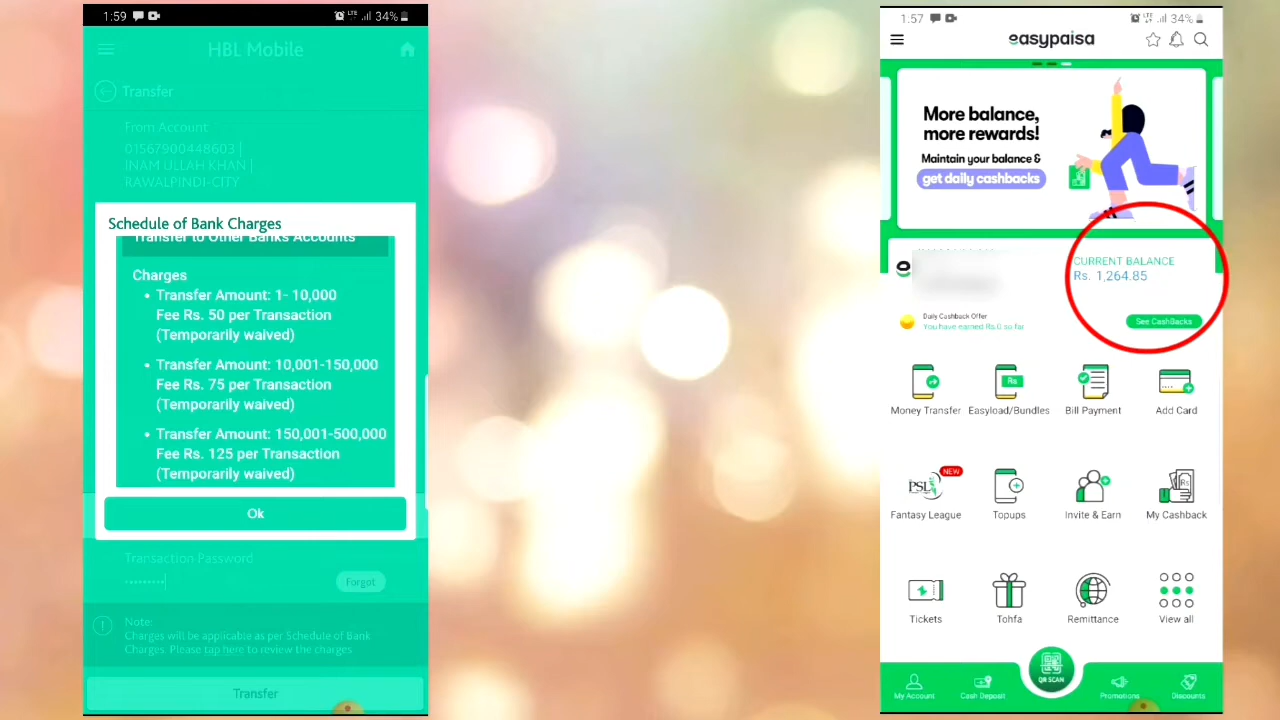 1:59
LTE
34%
HBL Mobile
Transfer
From Account
01567900448603 |
INAM ULLAH KHAN |
RAWALPINDI-CITY
Schedule of Bank Charges
Transfer to Other Banks Accounts
Charges
• Transfer Amount: 1- 10,000
Fee Rs. 50 per Transaction
(Temporarily waived)
• Transfer Amount: 10,001-150,000
Fee Rs. 75 per Transaction
(Temporarily waived)
• Transfer Amount: 150,001-500,000
Fee Rs. 125 per Transaction
(Temporarily waived)
Ok
Transaction Password
Forgot
Note:
Charges will be applicable as per Schedule of Bank
Charges. Please tap here to review the charges
Transfer
1:57
34%
easypaisa
More balance,
more rewards!
Maintain your balance &
get daily cashbacks
CURRENT BALANCE
Rs. 1,264.85
Daily Cashback Offer
You have earned Rs.0 so far
See CashBacks
Rs
Money Transfer
Easyload/Bundles
Bill Payment
Add Card
NEW
PSL
Rs
Fantasy League
Topups
Invite & Earn
My Cashback
Tickets
Tohfa
Remittance
View all
QR SCAN
My Account
Cash Deposit
Promotions
Discounts